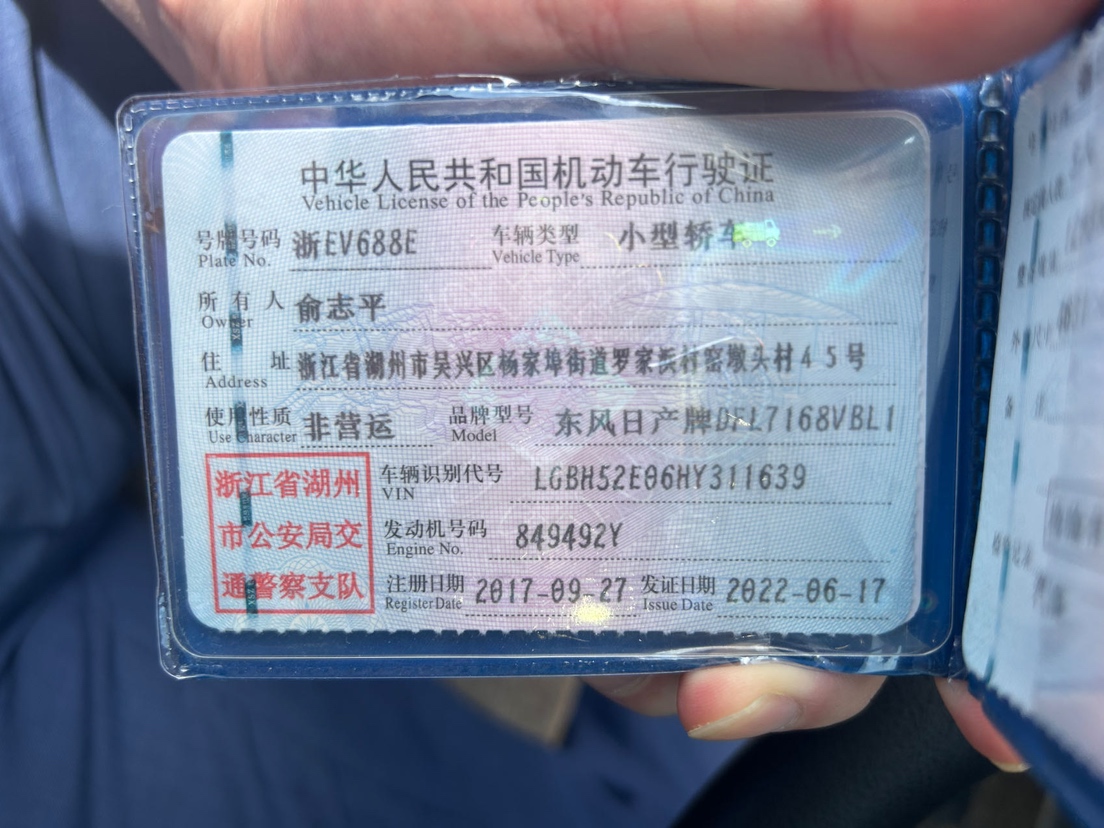 中华人民共和国机动车行驶证
Vehicle License of the People's Republic of China
号牌号码 浙EV688E 车辆类型 小型轿车
Plate No. Vehicle Type
所有人 俞志平
Owner
住址 浙江省湖州市吴兴区杨家埠街道罗家浜村窑墩头村45号
Address
使用性质 非营运 品牌型号 东风日产牌DFL7168VBL1
Use Character Model
浙江省湖州 车辆识别代号 LGBH52E06HY311639
VIN
市公安局交 发动机号码 849492Y
Engine No.
通警察支队 注册日期 2017-09-27 发证日期 2022-06-17
Register Date Issue Date